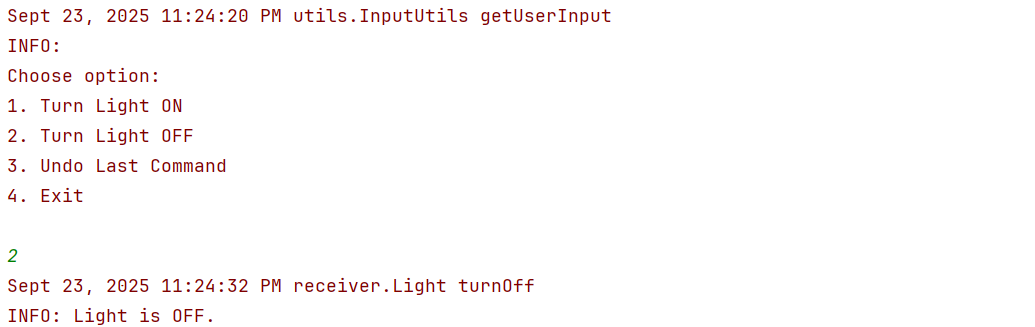 Sept 23, 2025 11:24:20 PM utils.InputUtils getUserInput
INFO:
Choose option:
1. Turn Light ON
2. Turn Light OFF
3. Undo Last Command
4. Exit
2
Sept 23, 2025 11:24:32 PM receiver.Light turnOff
INFO: Light is OFF.